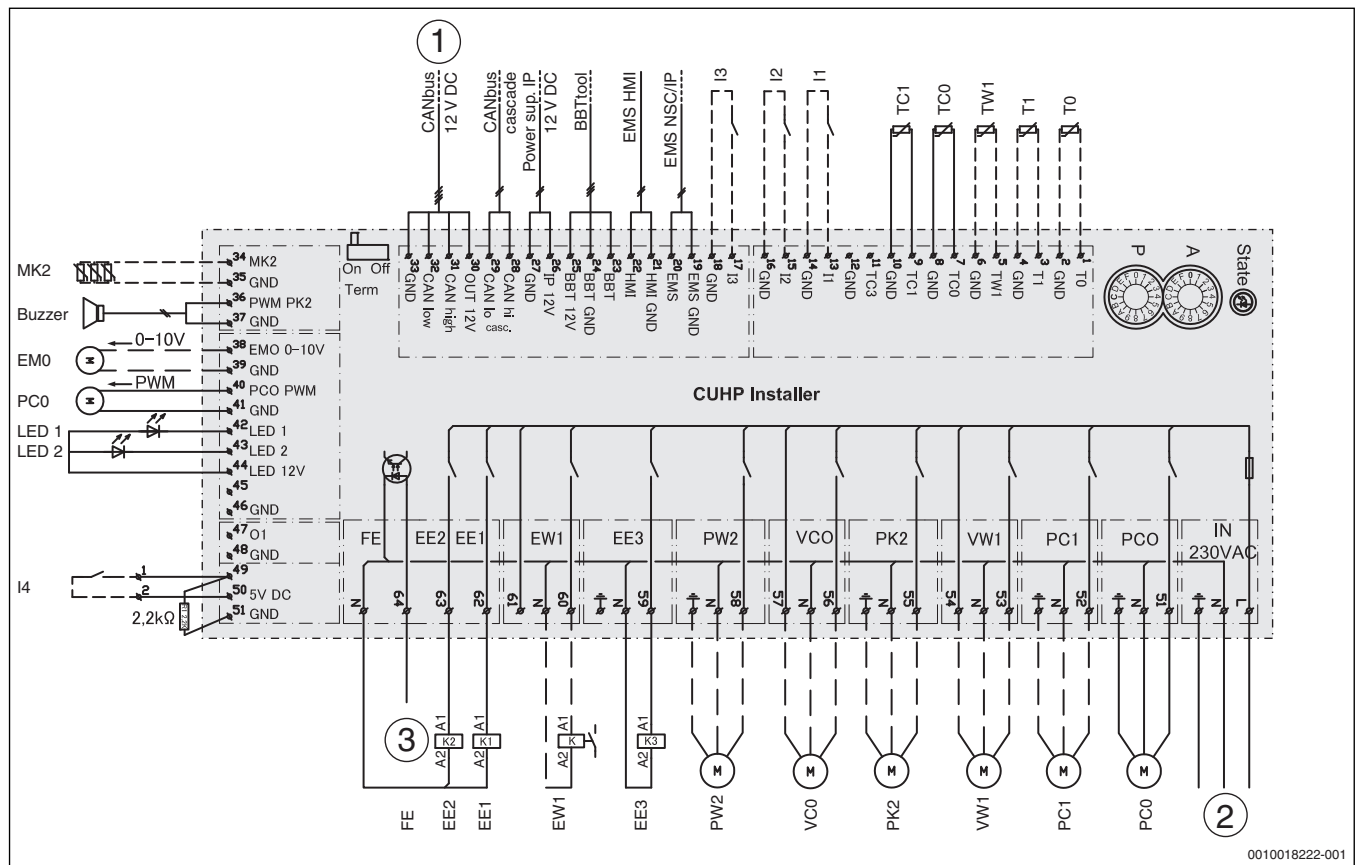 1
CANbus
12 V DC
CANbus
cascade
Power sup. IP
12 V DC
BBTtool
EMS HMI
EMS NSC/IP
I3
I2
I1
TC1
TC0
TW1
T1
T0
33 GND
32 CAN low
31 CAN high
30 OUT 12V
29 CAN lo
28 CAN hi
casc.
27 GND
26 IIP 12V
25 BBT 12V
24 BBT GND
23 BBT
22 HMI
21 HMI GND
20 EMS
19 EMS GND
18 GND
17 I3
16 GND
15 I2
14 GND
13 I1
12 GND
11 TC3
10 GND
9 TC1
8 GND
7 TC0
6 GND
5 TW1
4 GND
3 T1
2 GND
1 T0
P
A
State
On Off
Term
MK2
34 MK2
35 GND
Buzzer
36 PWM PK2
37 GND
EM0
M
0-10V
38 EMO 0-10V
39 GND
PC0
M
PWM
40 PCO PWM
41 GND
LED 1
42 LED 1
LED 2
43 LED 2
44 LED 12V
45
46 GND
47 O1
48 GND
I4
1
2
49
50 5V DC
51 GND
2,2kΩ
CUHP Installer
FE
EE2
EE1
EW1
EE3
PW2
VCO
PK2
VW1
PC1
PCO
IN
230VAC
N
64
63
62
61
N
60
N
59
N
58
57
N
56
N
55
54
N
53
N
52
N
51
N
L
3
A1
K2
A2
A1
K1
A2
A1
K
A2
A1
K3
A2
M
M
M
M
M
M
2
FE
EE2
EE1
EW1
EE3
PW2
VC0
PK2
VW1
PC1
PC0
0010018222-001